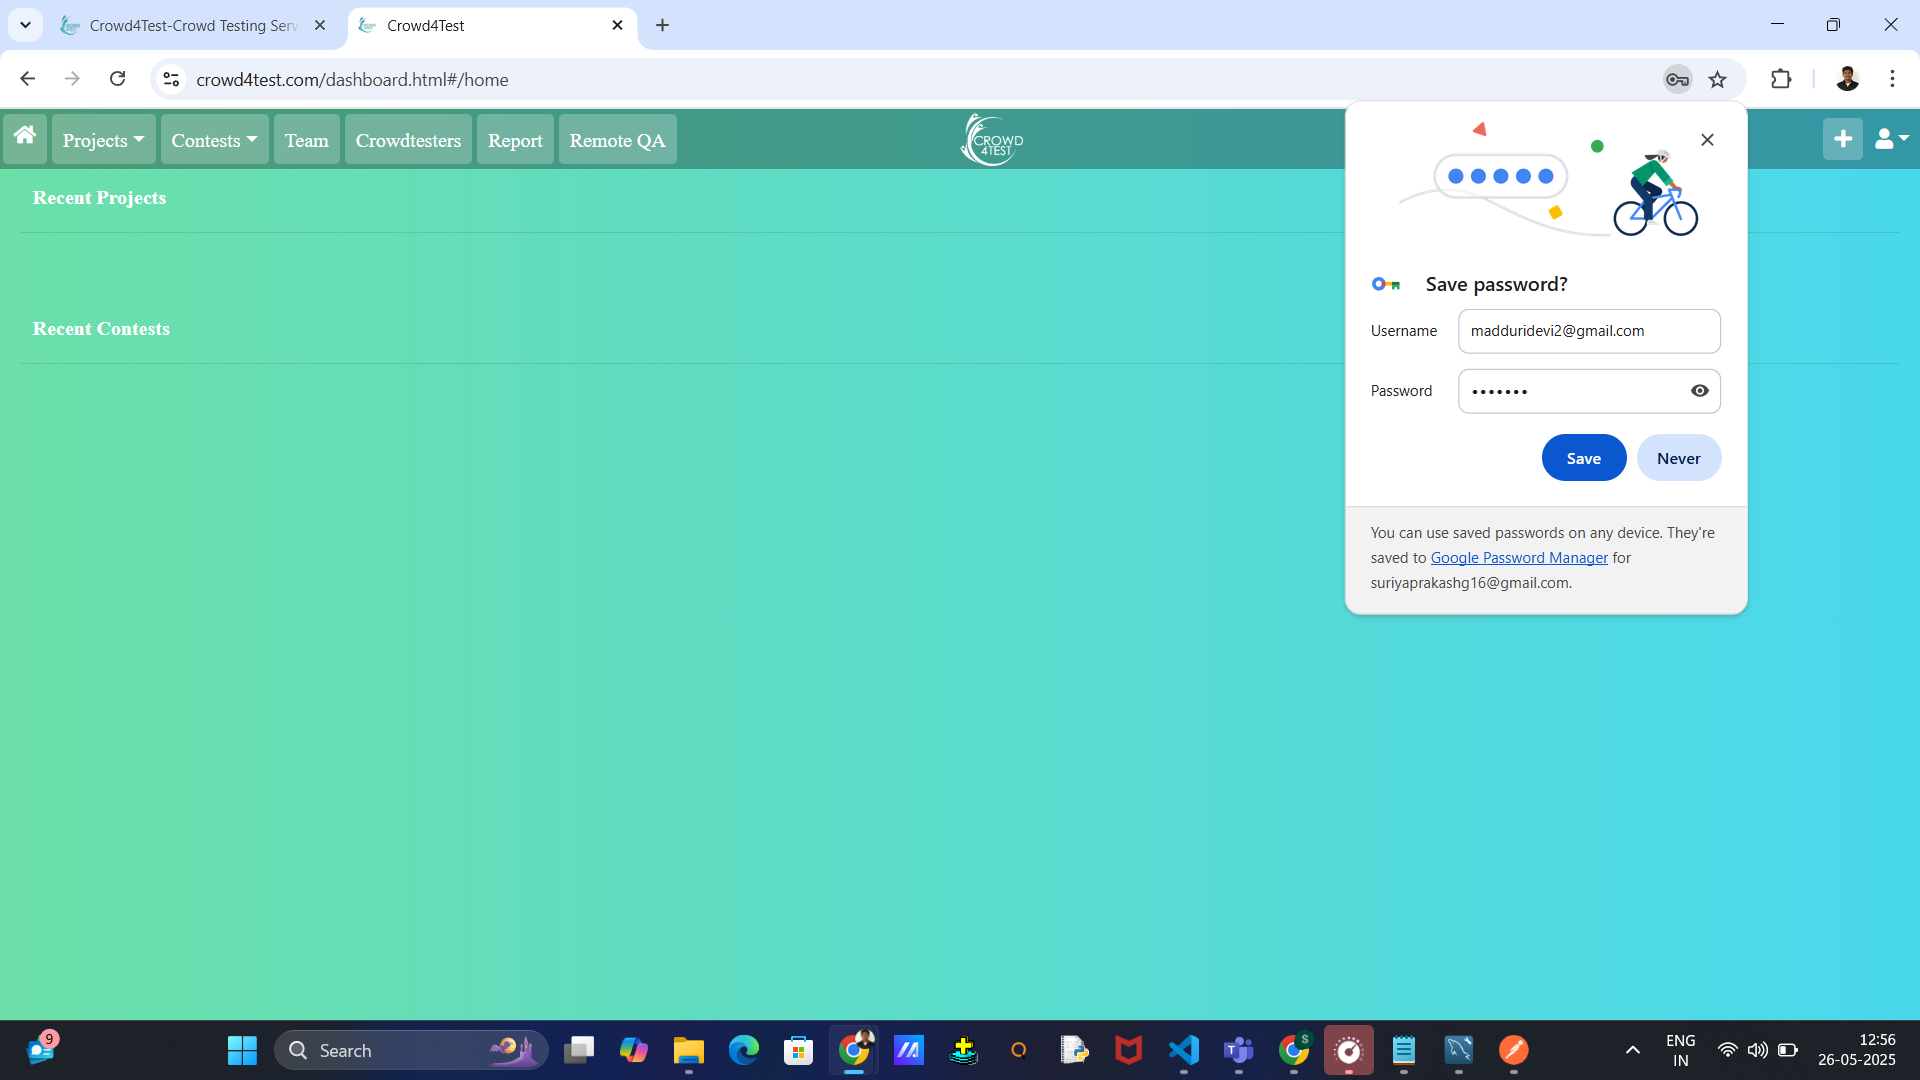 Crowd4Test-Crowd Testing Serv
Crowd4Test
crowd4test.com/dashboard.html#/home
Projects Contests Team Crowdtesters Report Remote QA
CROWD
4TEST
Recent Projects
Recent Contests
Save password?
Username madduridevi2@gmail.com
Password •••••••
Save Never
You can use saved passwords on any device. They're
saved to Google Password Manager for
suriyaprakashg16@gmail.com.
9
Search
S
ENG
IN
12:56
26-05-2025